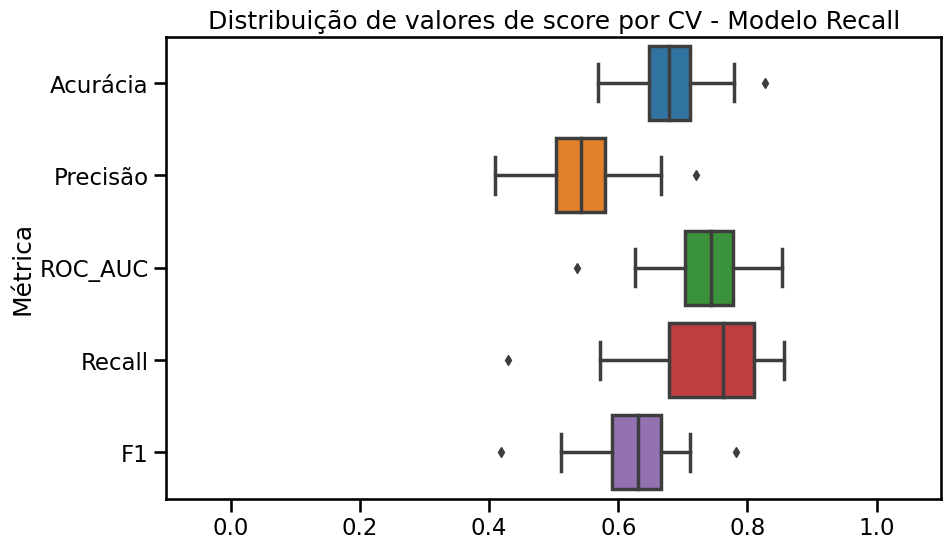 Distribuição de valores de score por CV - Modelo Recall
Métrica
Acurácia
Precisão
ROC_AUC
Recall
F1
0.0 0.2 0.4 0.6 0.8 1.0